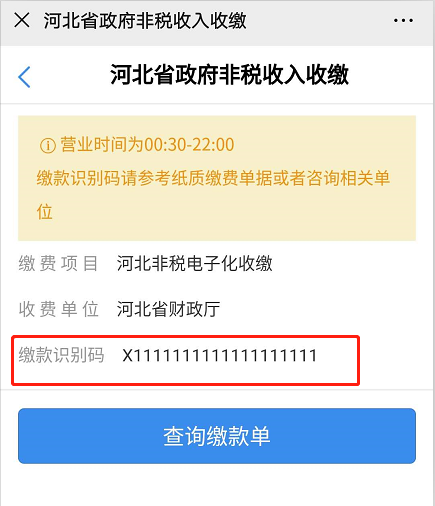 河北省政府非税收入收缴
河北省政府非税收入收缴
营业时间为00:30-22:00
缴款识别码请参考纸质缴费单据或者咨询相关单
位
缴费项目 河北非税电子化收缴
收费单位 河北省财政厅
缴款识别码 X1111111111111111111
查询缴款单